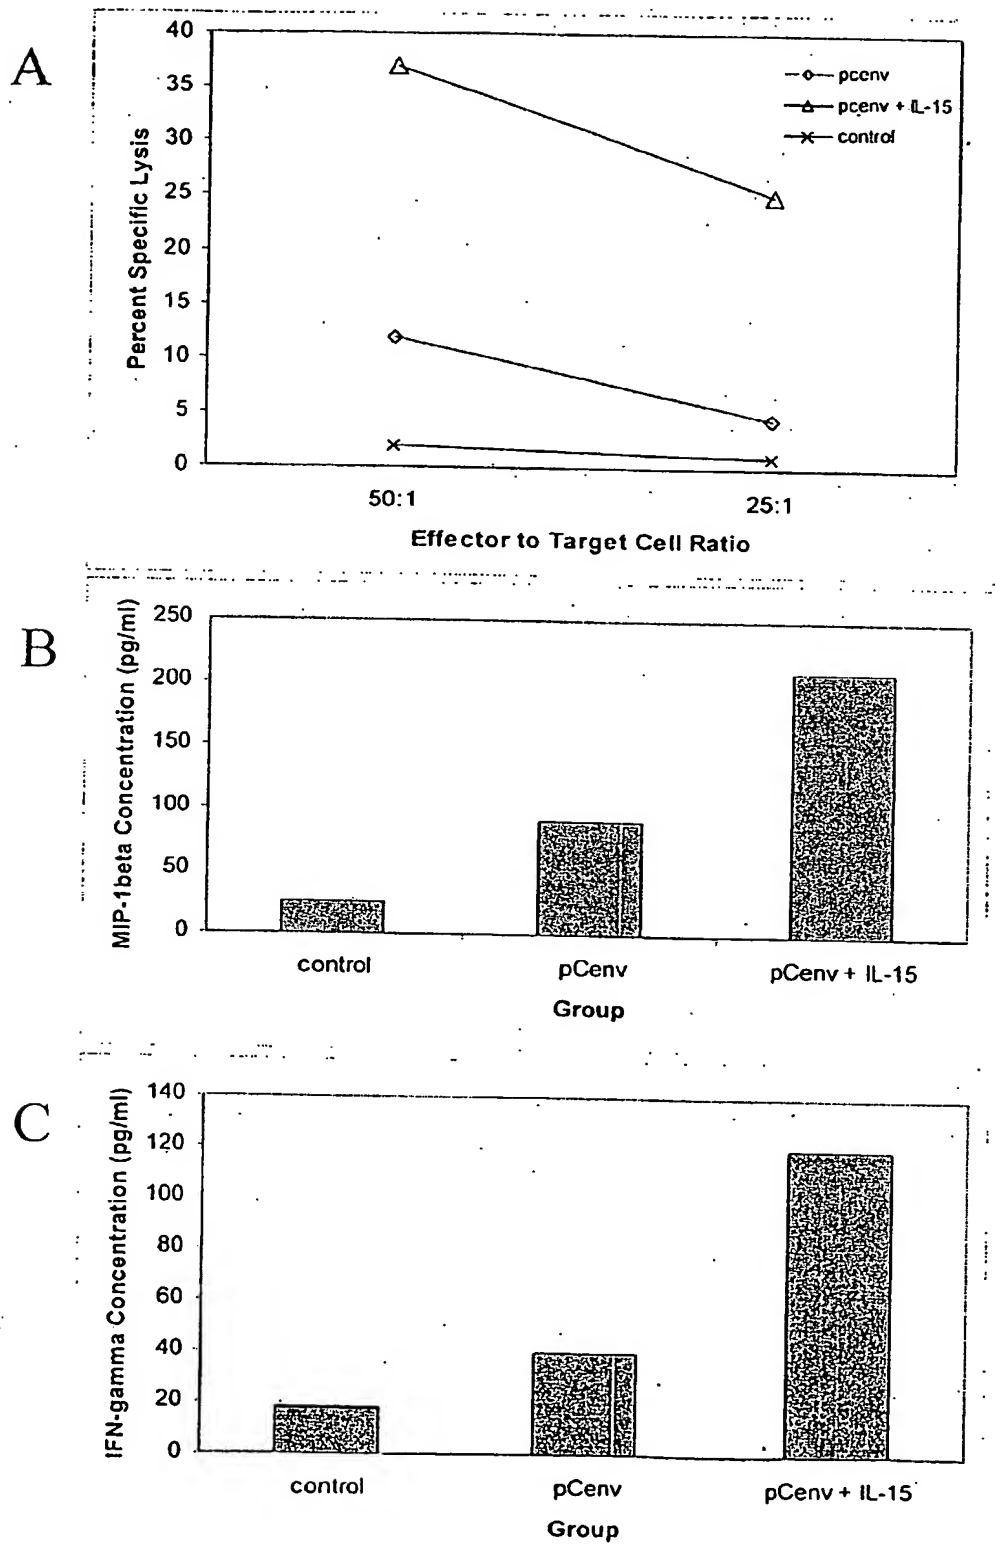 A
40
35
30
25
20
15
10
5
0
Percent Specific Lysis
pcenv
pcenv + IL-15
control
50:1
25:1
Effector to Target Cell Ratio
B
250
200
150
100
50
0
MIP-1beta Concentration (pg/ml)
control
pCenv
pCenv + IL-15
Group
C
140
120
100
80
60
40
20
0
IFN-gamma Concentration (pg/ml)
control
pCenv
pCenv + IL-15
Group